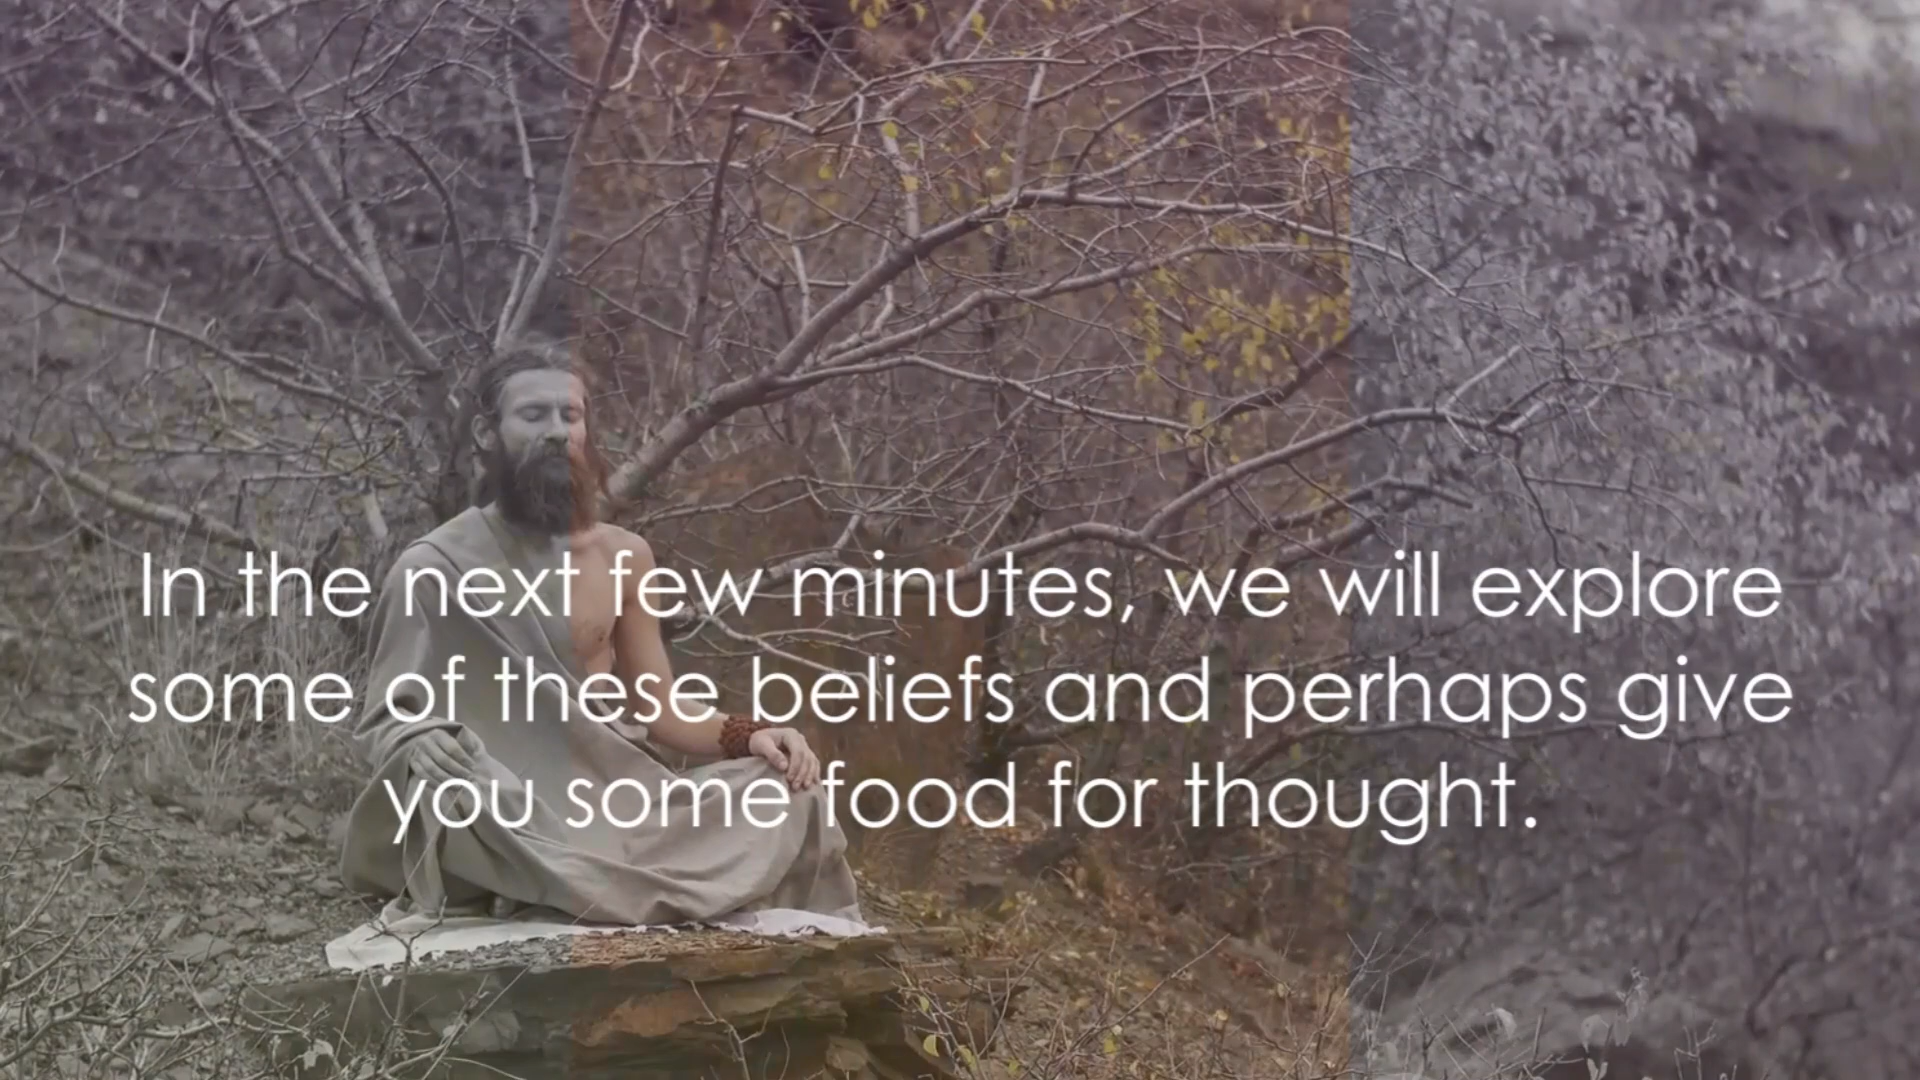 In the next few minutes, we will explore
some of these beliefs and perhaps give
you some food for thought.